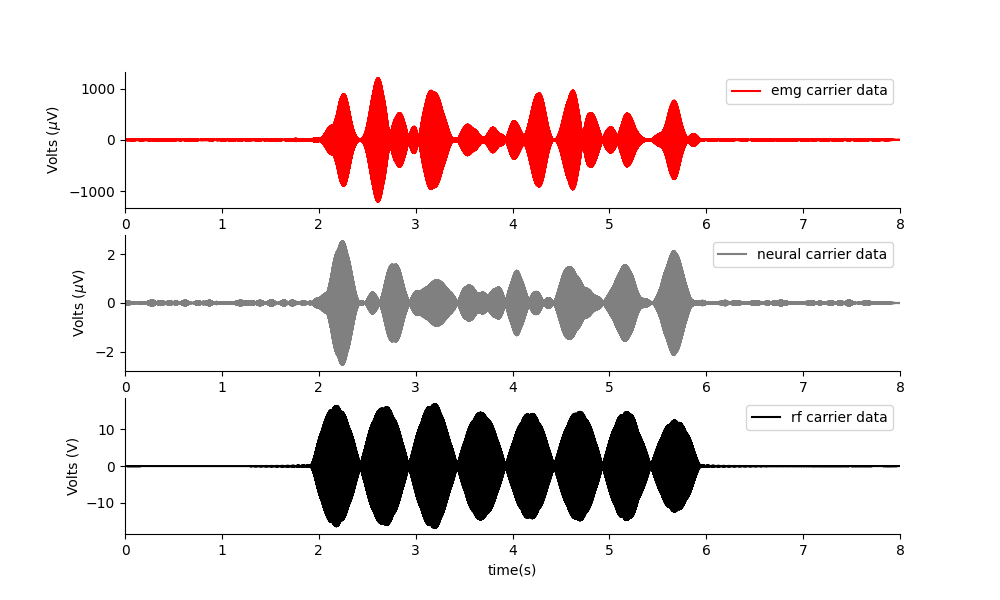 emg carrier data
Volts (μV)
1000
0
−1000
0 1 2 3 4 5 6 7 8
neural carrier data
Volts (μV)
2
0
−2
0 1 2 3 4 5 6 7 8
rf carrier data
Volts (V)
10
0
−10
0 1 2 3 4 5 6 7 8
time(s)